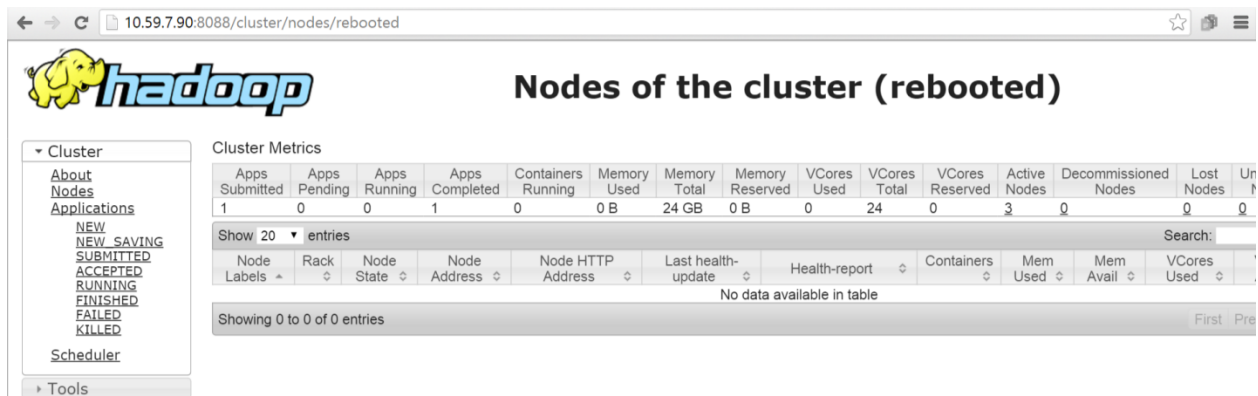 10.59.7.90:8088/cluster/nodes/rebooted
hadoop
Nodes of the cluster (rebooted)
Cluster
About
Nodes
Applications
NEW
NEW_SAVING
SUBMITTED
ACCEPTED
RUNNING
FINISHED
FAILED
KILLED
Scheduler
Tools
Cluster Metrics
Apps Submitted Apps Pending Apps Running Apps Completed Containers Running Memory Used Memory Total Memory Reserved VCores Used VCores Total VCores Reserved Active Nodes Decommissioned Nodes Lost Nodes
1 0 0 1 0 0 B 24 GB 0 B 0 24 0 3 0 0 0
Show 20 entries Search:
Node Labels Rack Node State Node Address Node HTTP Address Last health-update Health-report Containers Mem Used Mem Avail VCores Used
No data available in table
Showing 0 to 0 of 0 entries First